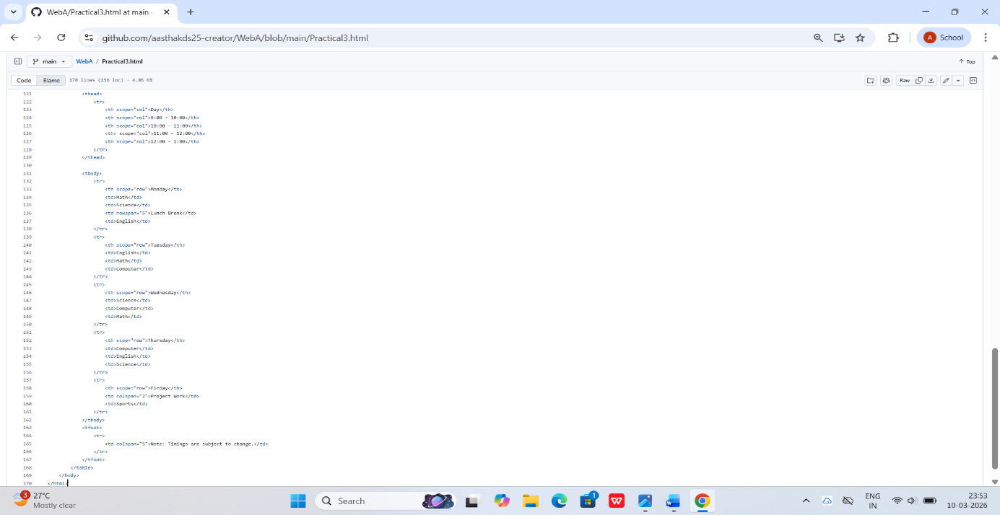 WebA/Practical3.html at main ·
github.com/aasthakds25-creator/WebA/blob/main/Practical3.html
A School
main WebA / Practical3.html Top
Code Blame 170 lines (156 loc) · 4.86 KB Raw
121 <thead>
122 <tr>
123 <th scope="col">Day</th>
124 <th scope="col">9:00 - 10:00</th>
125 <th scope="col">10:00 - 11:00</th>
126 <th> scope="col">11:00 - 12:00</th>
127 <th scope="col">12:00 - 1:00</th>
128 </tr>
129 </thead>
130
131 <tbody>
132 <tr>
133 <th scope="row">Monday</th>
134 <td>Math</td>
135 <td>Science</td>
136 <td rowspan="5">Lunch Break</td>
137 <td>English</td>
138 </tr>
139 <tr>
140 <th scope="row">Tuesday</th>
141 <td>English</td>
142 <td>Math</td>
143 <td>Computer</td>
144 </tr>
145 <tr>
146 <th scope="row">Wednesday</th>
147 <td>Science</td>
148 <td>Computer</td>
149 <td>Math</td>
150 </tr>
151 <tr>
152 <th scop="row">Thursday</th>
153 <td>Computer</td>
154 <td>English</td>
155 <td>Science</td>
156 </tr>
157 <tr>
158 <th scope="row">Firday</th>
159 <td colspan="2">Project Work</td>
160 <td>Sports</td>
161 </tr>
162 </tbody>
163 <tfoot>
164 <tr>
165 <td colspan="5">Note: Timings are subject to change.</td>
166 </tr>
167 </tfoot>
168 </table>
169 </body>
170 </html>
3 27°C
Mostly clear
Search
1
W
W
ENG
IN
23:53
10-03-2026